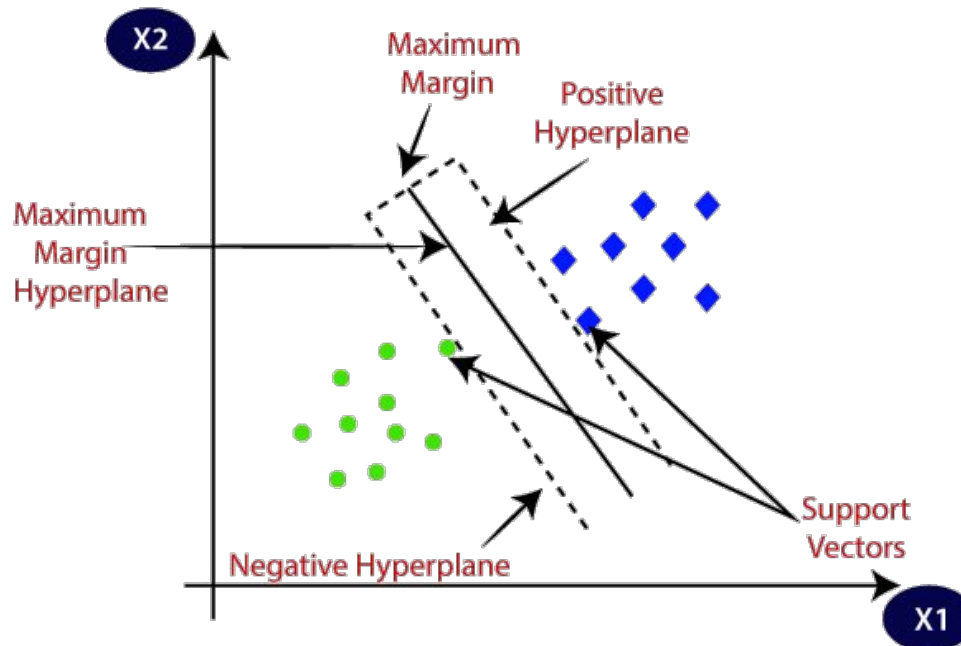 X2
Maximum
Margin
Positive
Hyperplane
Maximum
Margin
Hyperplane
Support
Vectors
Negative Hyperplane
X1